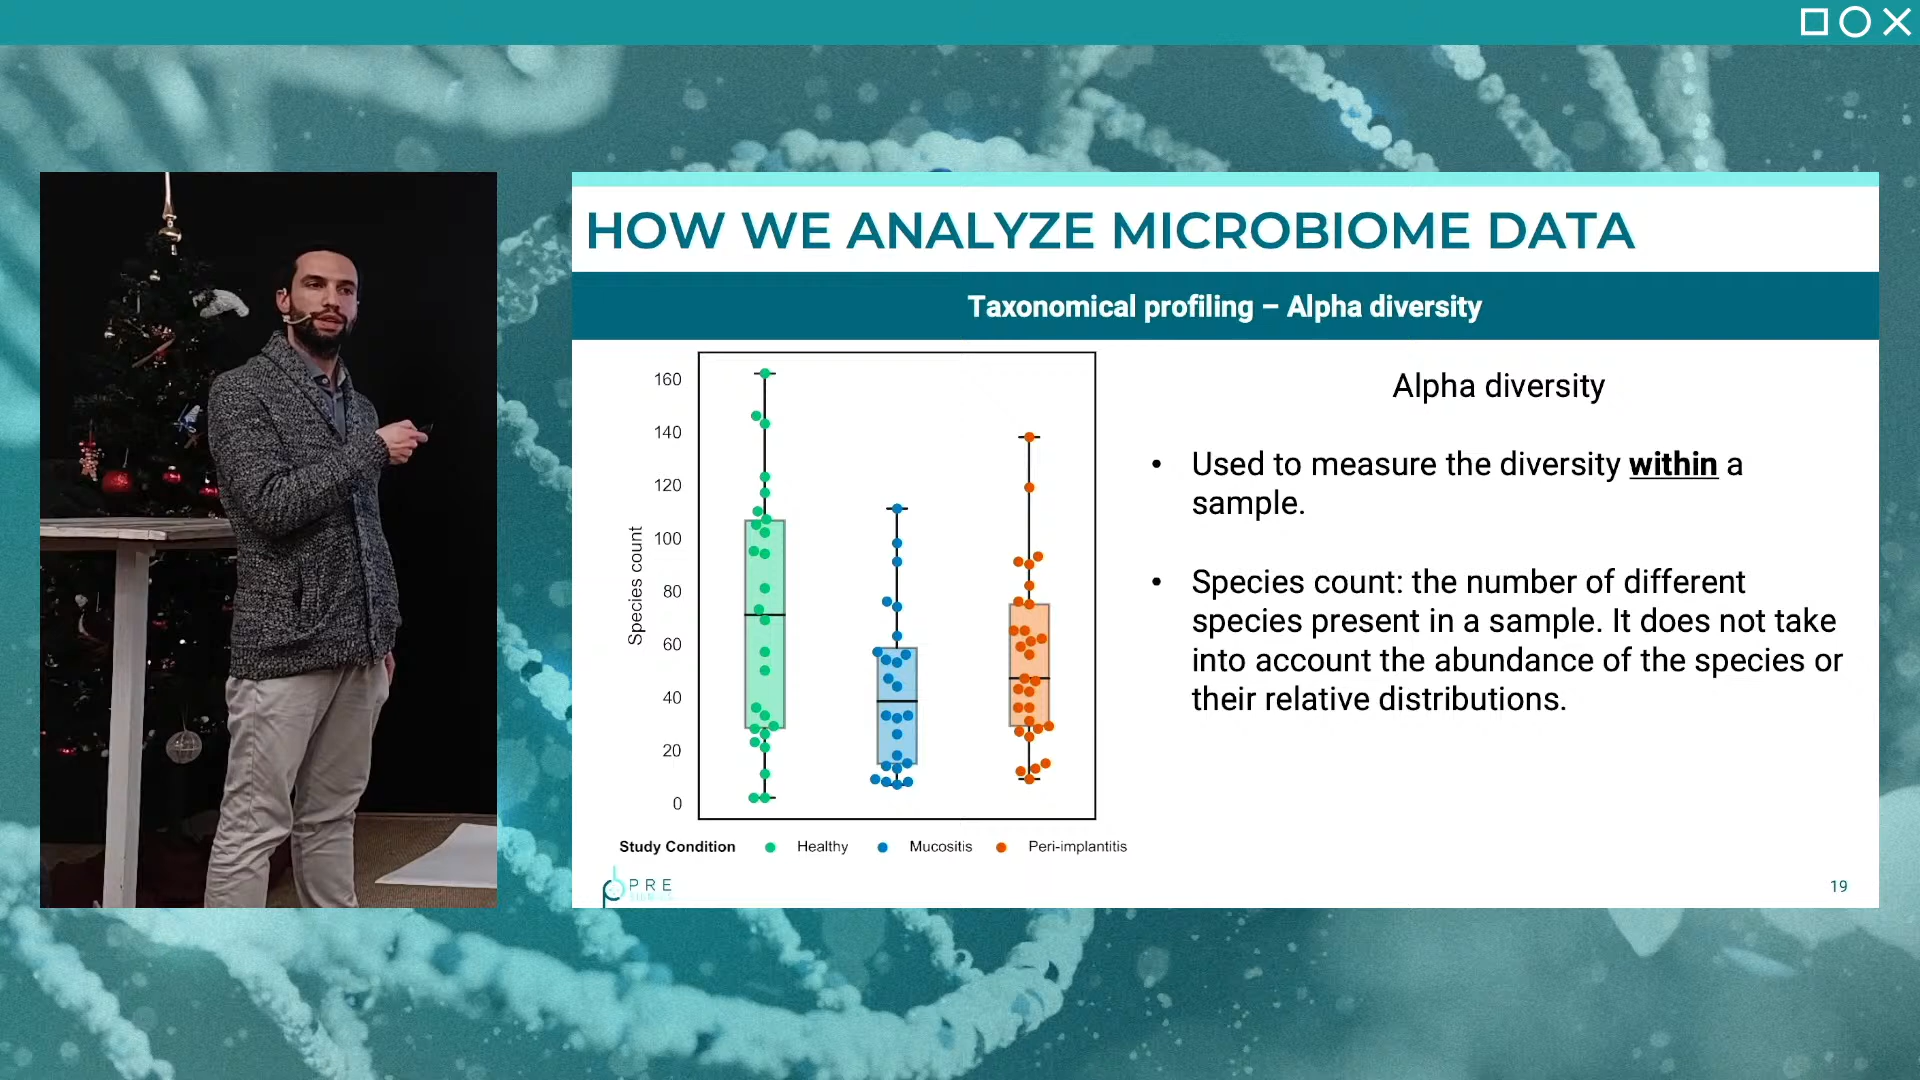 HOW WE ANALYZE MICROBIOME DATA
Taxonomical profiling – Alpha diversity
160
140
120
100
80
60
40
20
0
Species count
Study Condition Healthy Mucositis Peri-implantitis
Alpha diversity
• Used to measure the diversity within a
sample.
• Species count: the number of different
species present in a sample. It does not take
into account the abundance of the species or
their relative distributions.
PRE
19